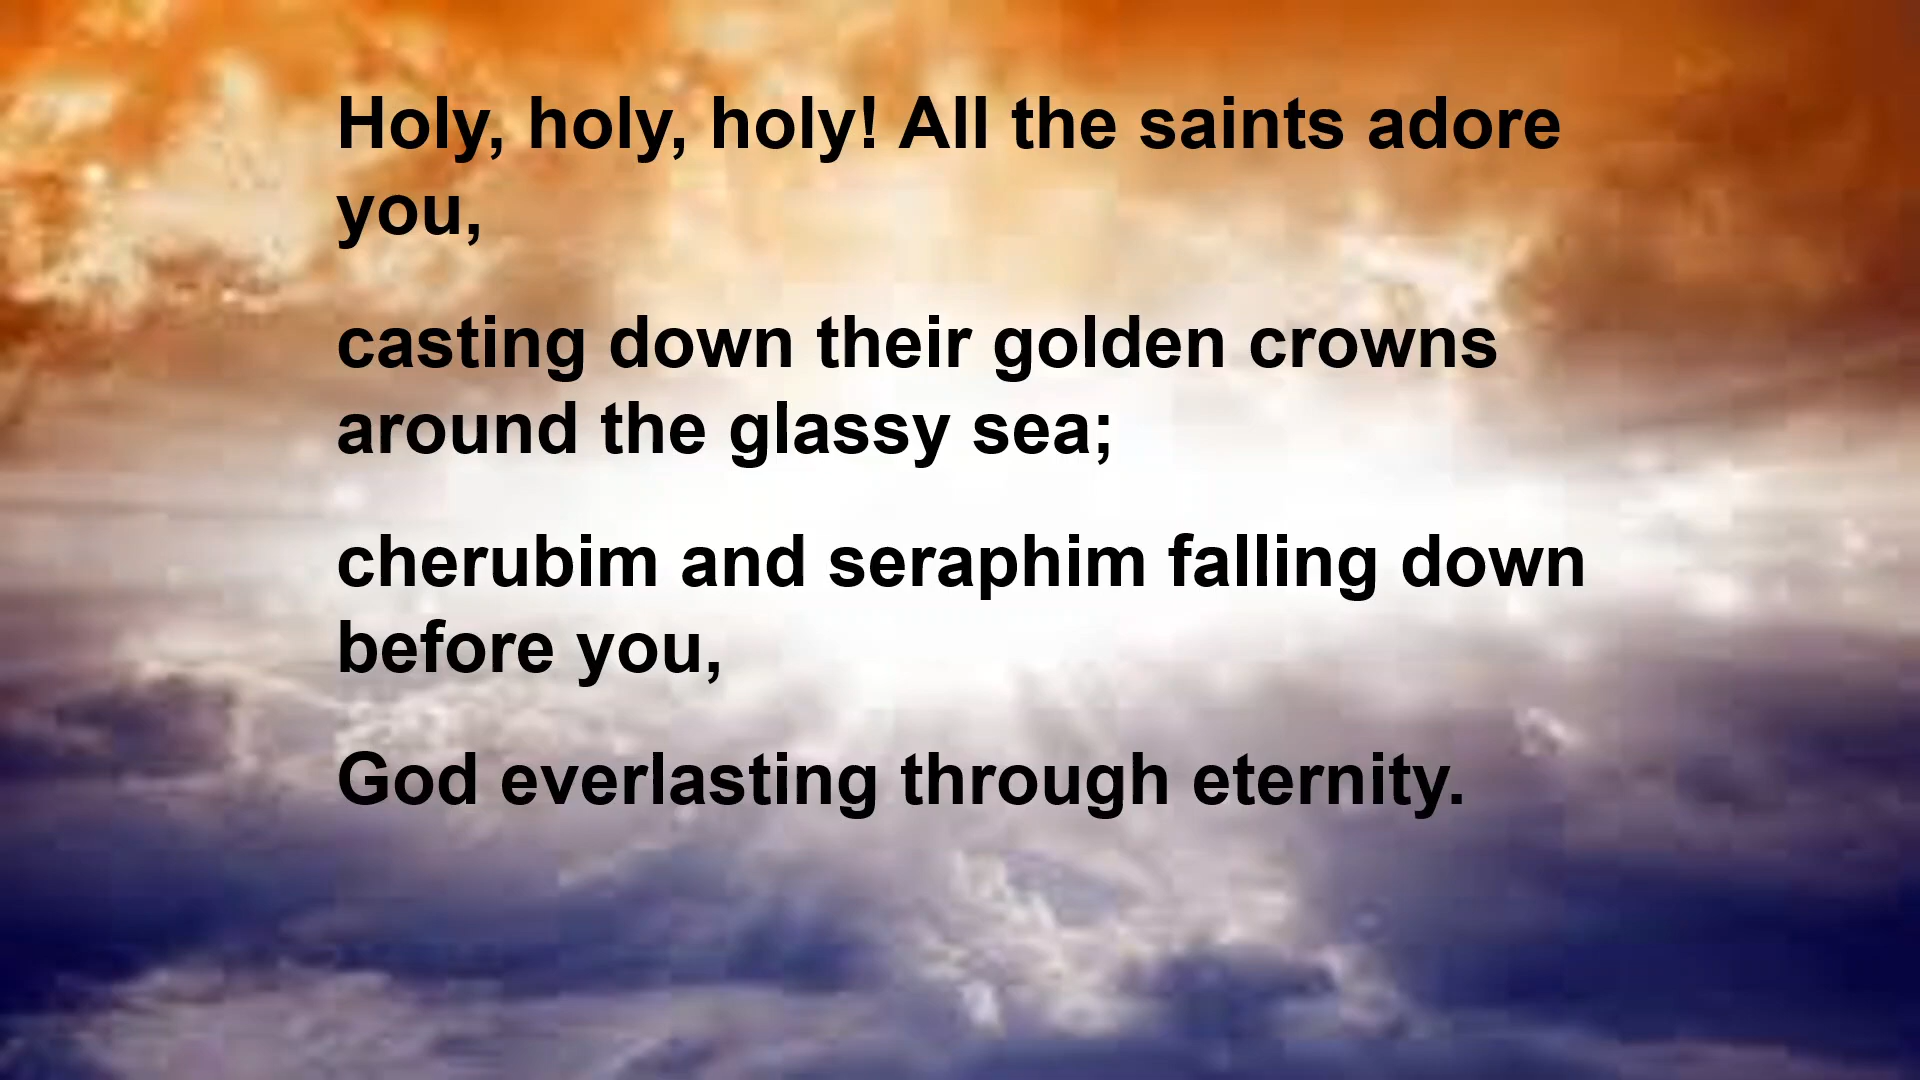 Holy, holy, holy! All the saints adore
you,
casting down their golden crowns
around the glassy sea;
cherubim and seraphim falling down
before you,
God everlasting through eternity.